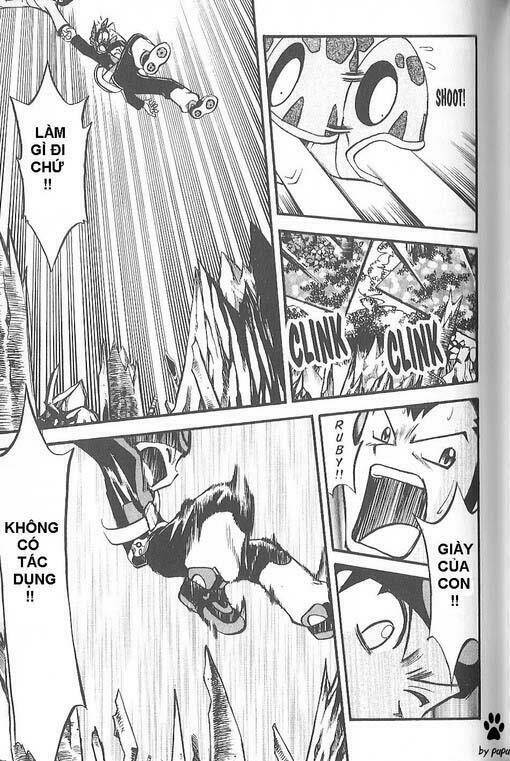 SHOOT!
LÀM
GÌ ĐI
CHỨ
!!
CLINK
CLINK
RUBY!!
GIÀY
CỦA
CON
!!
KHÔNG
CÓ
TÁC
DỤNG
!!
by papa